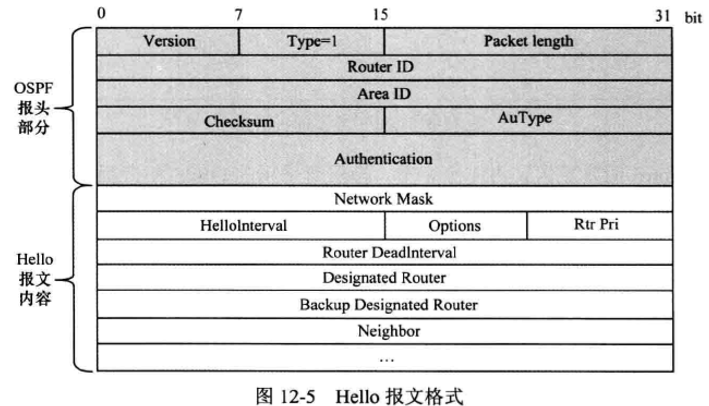 0 7 15 31 bit
Version Type=1 Packet length
Router ID
Area ID
Checksum AuType
Authentication
OSPF
报头
部分
Network Mask
HelloInterval Options Rtr Pri
Router DeadInterval
Designated Router
Backup Designated Router
Neighbor
…
Hello
报文
内容
图 12-5 Hello 报文格式